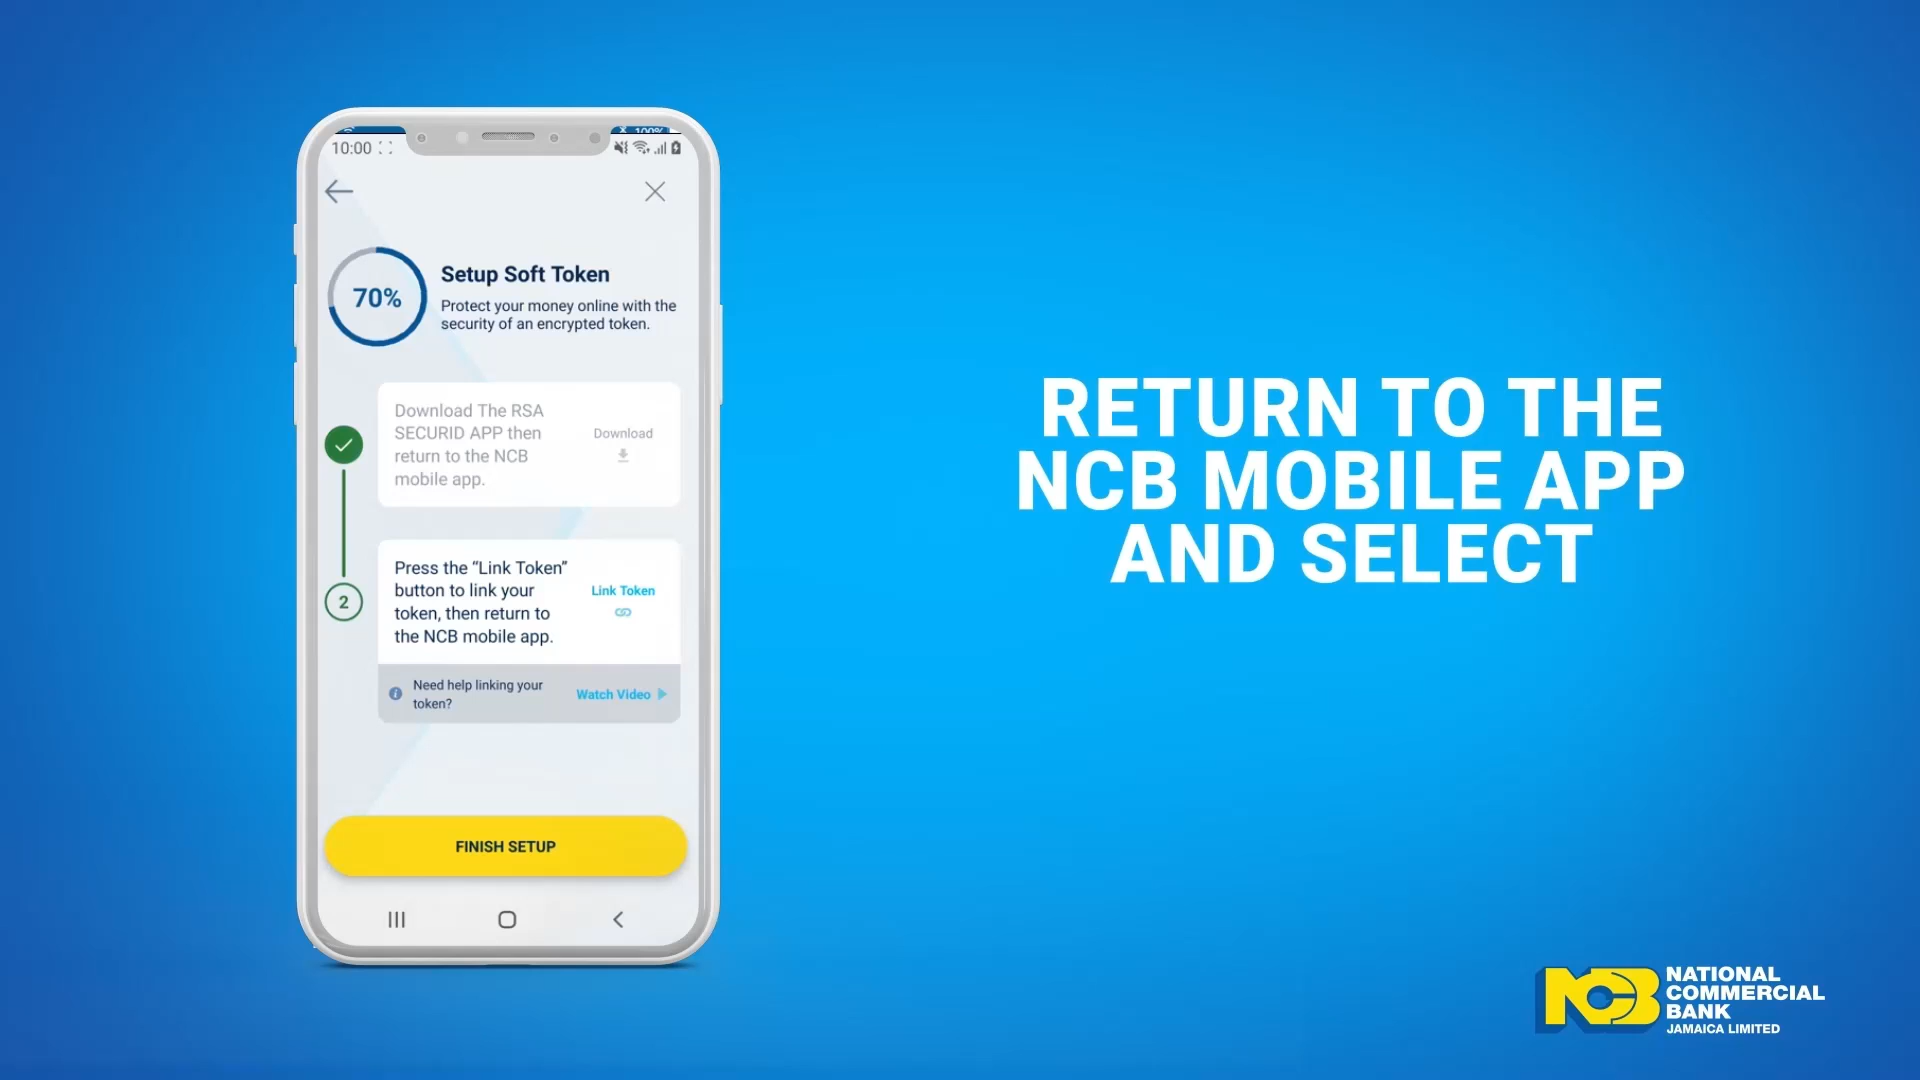 100%
10:00
70%
Setup Soft Token
Protect your money online with the
security of an encrypted token.
Download The RSA
SECURID APP then
return to the NCB
mobile app.
Download
Press the “Link Token”
button to link your
token, then return to
the NCB mobile app.
Link Token
2
Need help linking your
token?
Watch Video
FINISH SETUP
RETURN TO THE
NCB MOBILE APP
AND SELECT
NCB
NATIONAL
COMMERCIAL
BANK
JAMAICA LIMITED